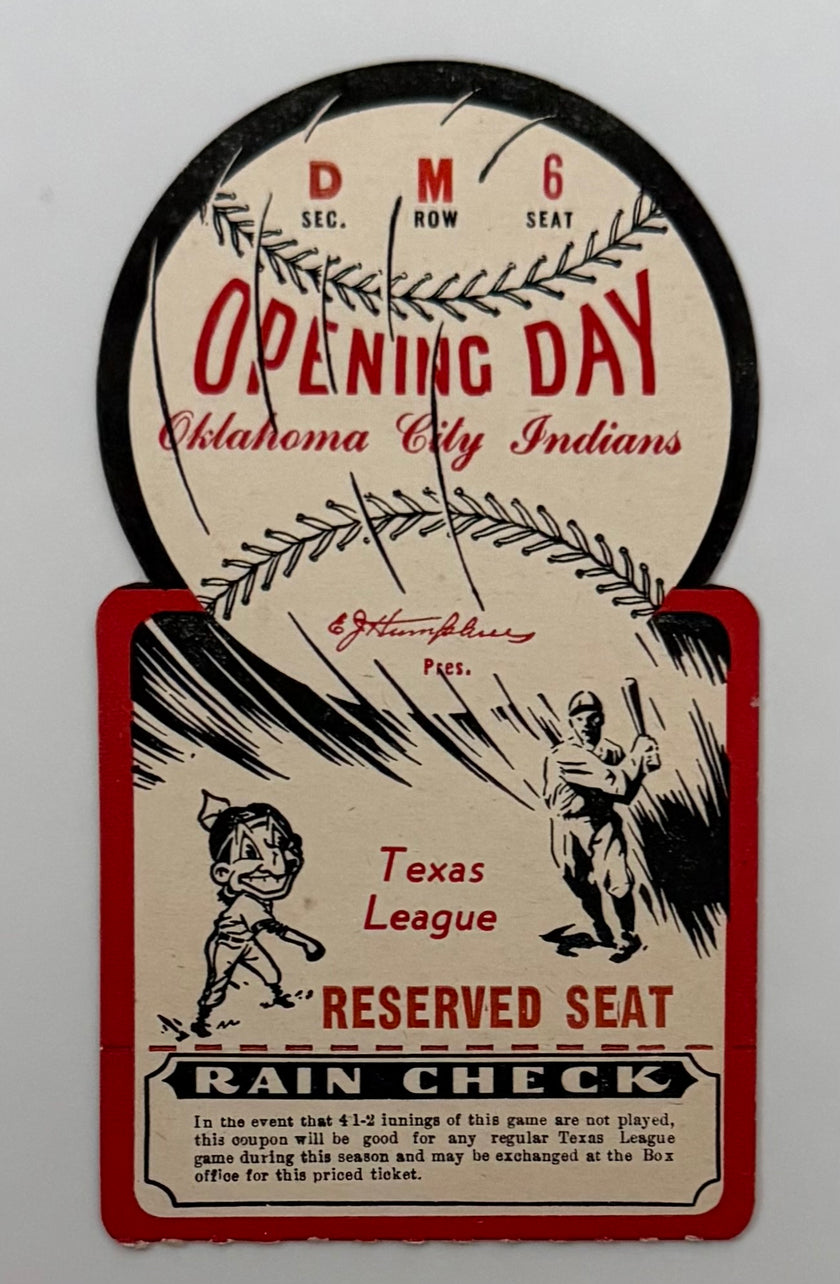 D M 6
SEC. ROW SEAT
OPENING DAY
Oklahoma City Indians
E J Humphries
Pres.
Texas
League
RESERVED SEAT
RAIN CHECK
In the event that 4 1-2 innings of this game are not played,
this coupon will be good for any regular Texas League
game during this season and may be exchanged at the Box
office for this priced ticket.